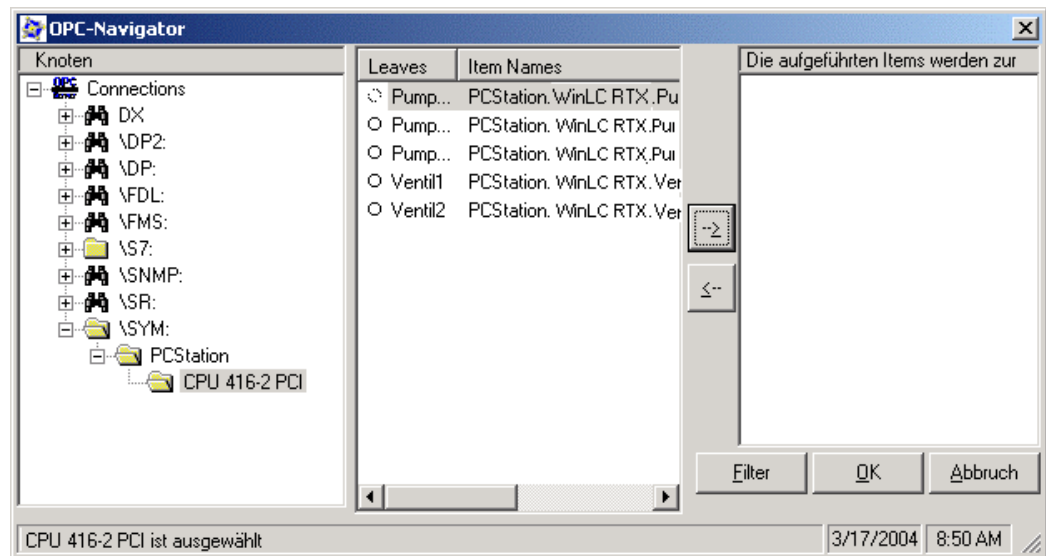 OPC-Navigator
Knoten
Connections
DX
\DP2:
\DP:
\FDL:
\FMS:
\S7:
\SNMP:
\SR:
\SYM:
PCStation
CPU 416-2 PCI
Leaves Item Names
Pump... PCStation.WinLC RTX.Pu
Pump... PCStation. WinLC RTX.Pu
Pump... PCStation. WinLC RTX.Pu
Ventil1 PCStation. WinLC RTX.Ver
Ventil2 PCStation. WinLC RTX.Ver
-->
<--
Die aufgeführten Items werden zur
Filter OK Abbruch
CPU 416-2 PCI ist ausgewählt 3/17/2004 8:50 AM